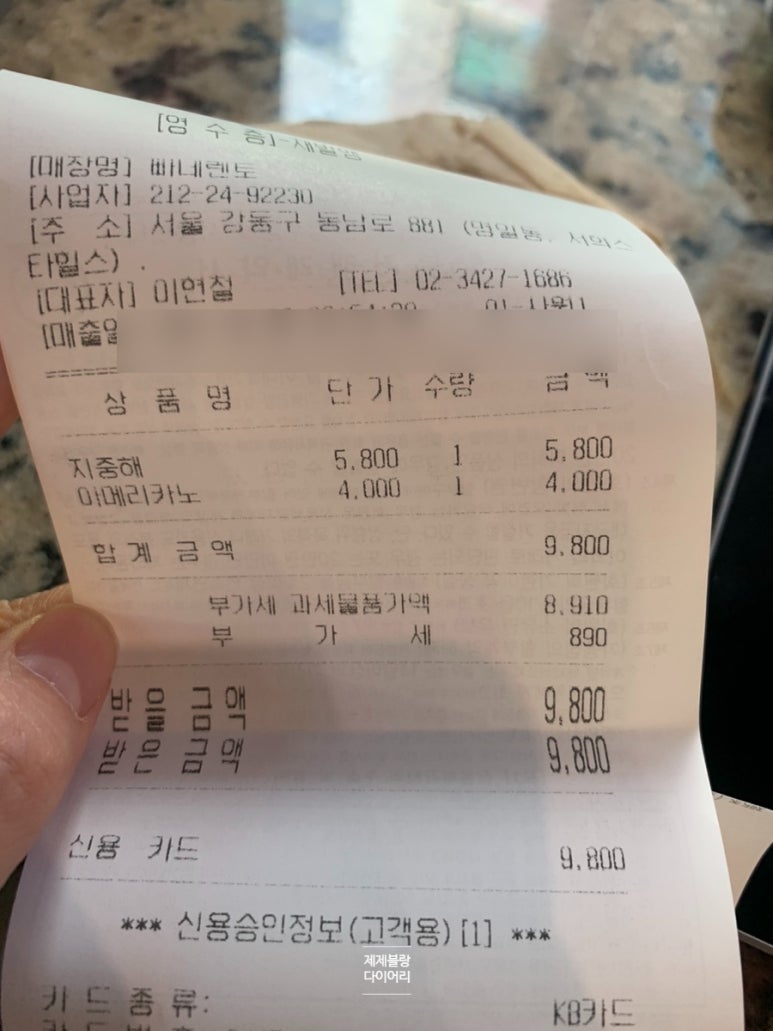 [영 수 증]-재발행
[매장명] 빠네렌토
[사업자] 212-24-92230
[주 소] 서울 강동구 동남로 881 (명일동,
타일스) .
[대표자] 이현철 [TEL] 02-3427-1686
[매출일
상 품 명 단 가 수량 금 액
지중해 5,800 1 5,800
아메리카노 4,000 1 4,000
합 계 금 액 9,800
부가세 과세물품가액 8,910
부 가 세 890
받 을 금 액 9,800
받 은 금 액 9,800
신용 카드 9,800
*** 신용승인정보(고객용) [1] ***
제제블랑
다이어리
카 드 종 류: KB카드